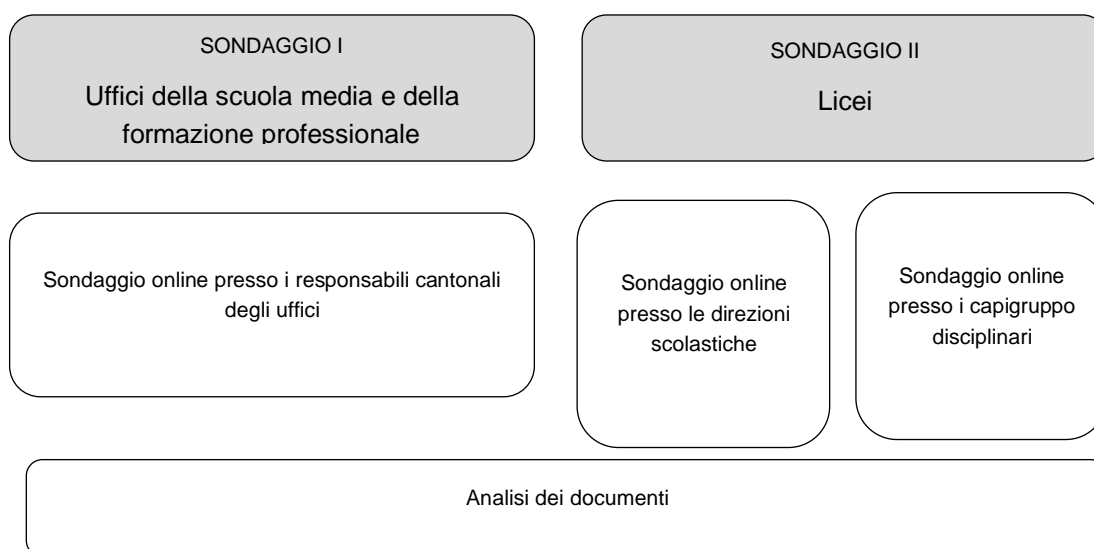 SONDAGGIO I
Uffici della scuola media e della
formazione professionale
SONDAGGIO II
Licei
Sondaggio online presso i responsabili cantonali
degli uffici
Sondaggio online
presso le direzioni
scolastiche
Sondaggio online
presso i capigruppo
disciplinari
Analisi dei documenti